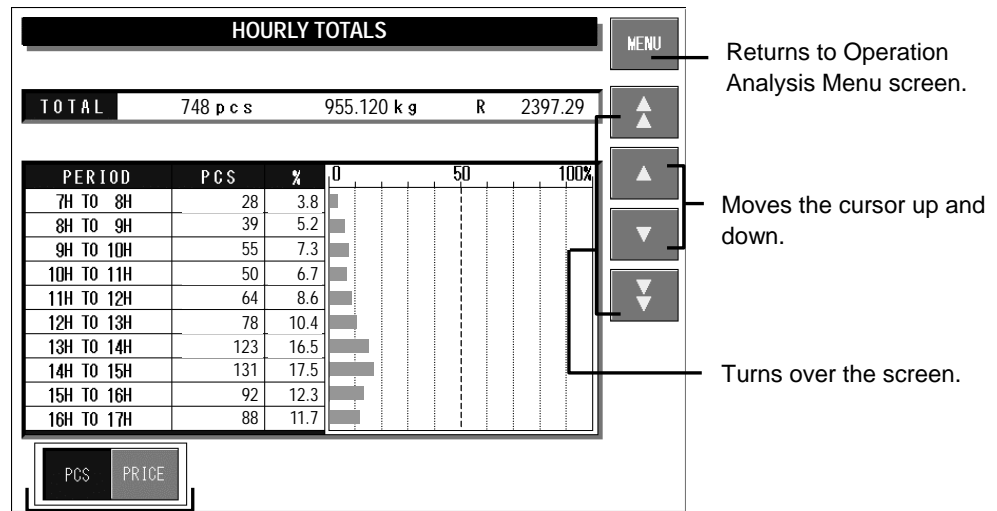 HOURLY TOTALS
MENU
Returns to Operation
Analysis Menu screen.
TOTAL 748 pcs 955.120 kg R 2397.29
PERIOD PCS % 0 50 100%
7H TO 8H 28 3.8
8H TO 9H 39 5.2
9H TO 10H 55 7.3
10H TO 11H 50 6.7
11H TO 12H 64 8.6
12H TO 13H 78 10.4
13H TO 14H 123 16.5
14H TO 15H 131 17.5
15H TO 16H 92 12.3
16H TO 17H 88 11.7
Moves the cursor up and
down.
Turns over the screen.
PCS PRICE